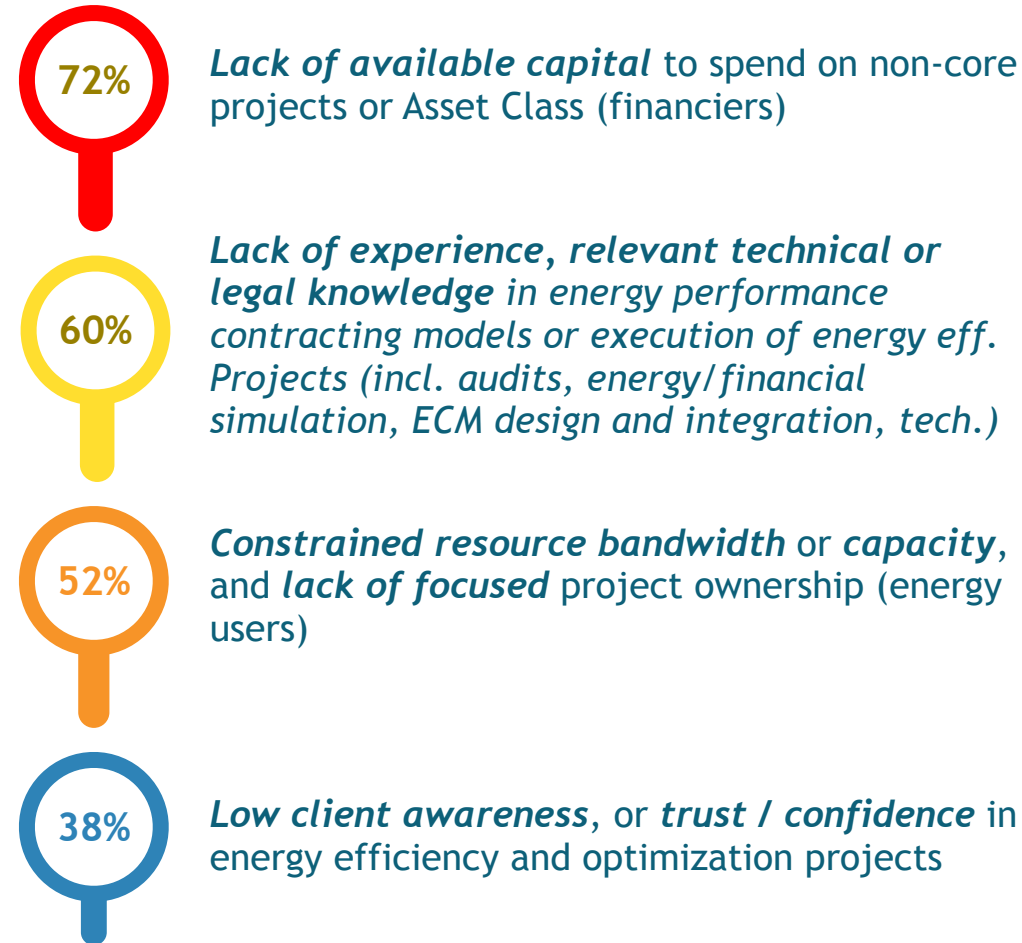 72%
Lack of available capital to spend on non-core
projects or Asset Class (financiers)
60%
Lack of experience, relevant technical or
legal knowledge in energy performance
contracting models or execution of energy eff.
Projects (incl. audits, energy/financial
simulation, ECM design and integration, tech.)
52%
Constrained resource bandwidth or capacity,
and lack of focused project ownership (energy
users)
38%
Low client awareness, or trust / confidence in
energy efficiency and optimization projects